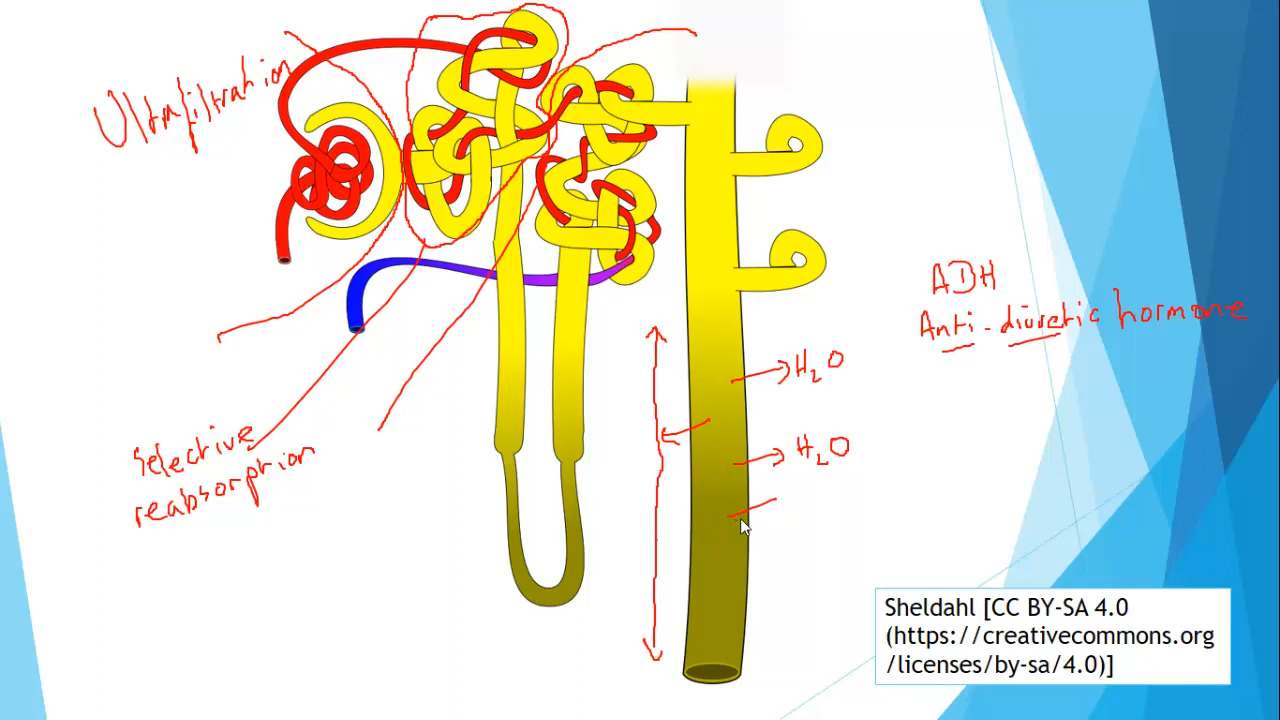 Ultrafiltration
Selective
reabsorption
H₂O
H₂O
ADH
Anti-diuretic hormone
Sheldahl [CC BY-SA 4.0
(https://creativecommons.org
/licenses/by-sa/4.0)]